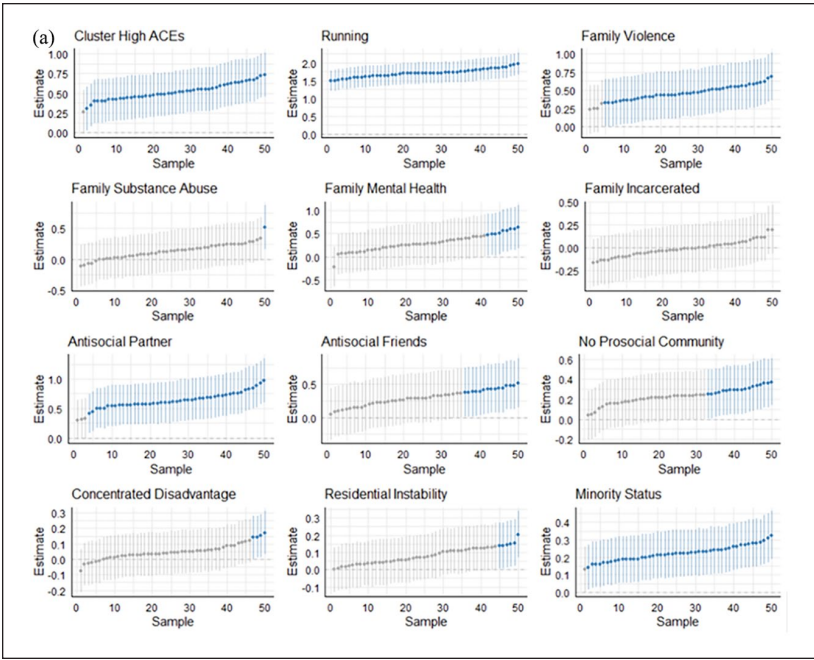 (a)
Cluster High ACEs
Estimate
1.00
0.75
0.50
0.25
0.00
0 10 20 30 40 50
Sample
Running
Estimate
2.0
1.5
1.0
0.5
0.0
0 10 20 30 40 50
Sample
Family Violence
Estimate
1.00
0.75
0.50
0.25
0.00
0 10 20 30 40 50
Sample
Family Substance Abuse
Estimate
0.5
0.0
-0.5
0 10 20 30 40 50
Sample
Family Mental Health
Estimate
1.0
0.5
0.0
-0.5
0 10 20 30 40 50
Sample
Family Incarcerated
Estimate
0.50
0.25
0.00
-0.25
0 10 20 30 40 50
Sample
Antisocial Partner
Estimate
1.0
0.5
0.0
0 10 20 30 40 50
Sample
Antisocial Friends
Estimate
0.5
0.0
0 10 20 30 40 50
Sample
No Prosocial Community
Estimate
0.6
0.4
0.2
0.0
-0.2
0 10 20 30 40 50
Sample
Concentrated Disadvantage
Estimate
0.3
0.2
0.1
0.0
-0.1
-0.2
0 10 20 30 40 50
Sample
Residential Instability
Estimate
0.3
0.2
0.1
0.0
-0.1
0 10 20 30 40 50
Sample
Minority Status
Estimate
0.4
0.3
0.2
0.1
0.0
0 10 20 30 40 50
Sample